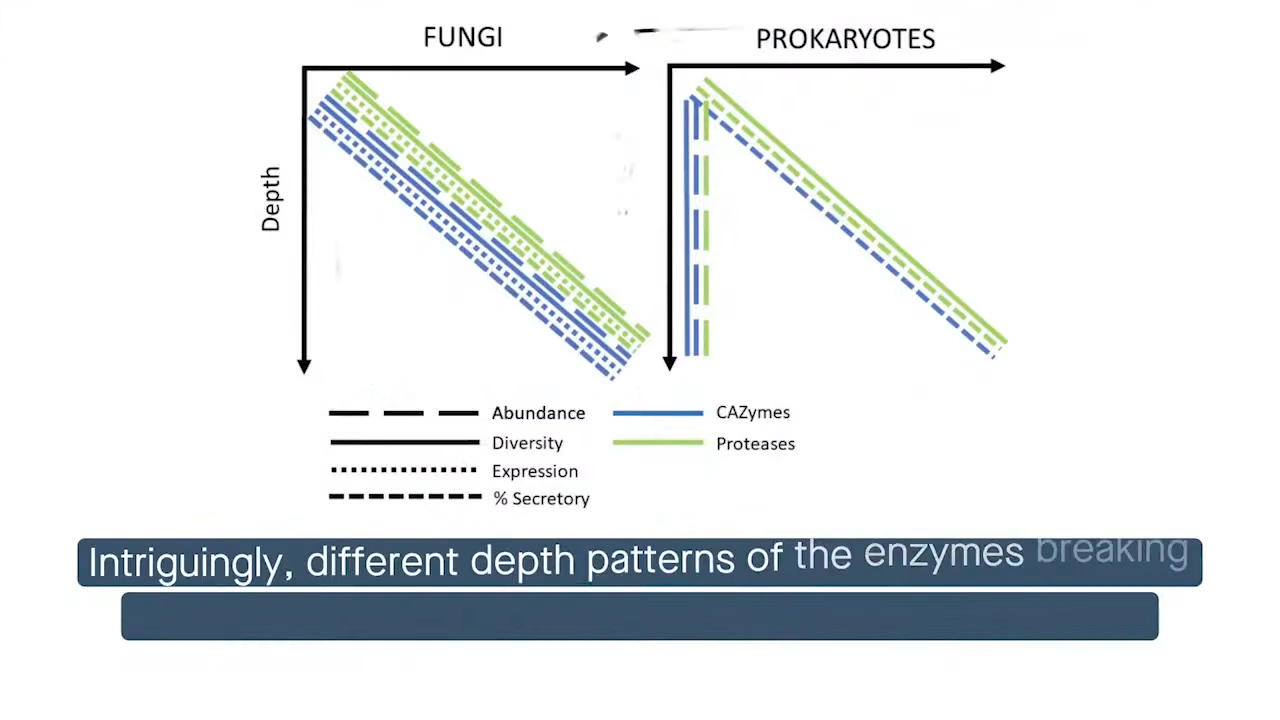 FUNGI
PROKARYOTES
Depth
Abundance
CAZymes
Diversity
Proteases
Expression
% Secretory
Intriguingly, different depth patterns of the enzymes breaking